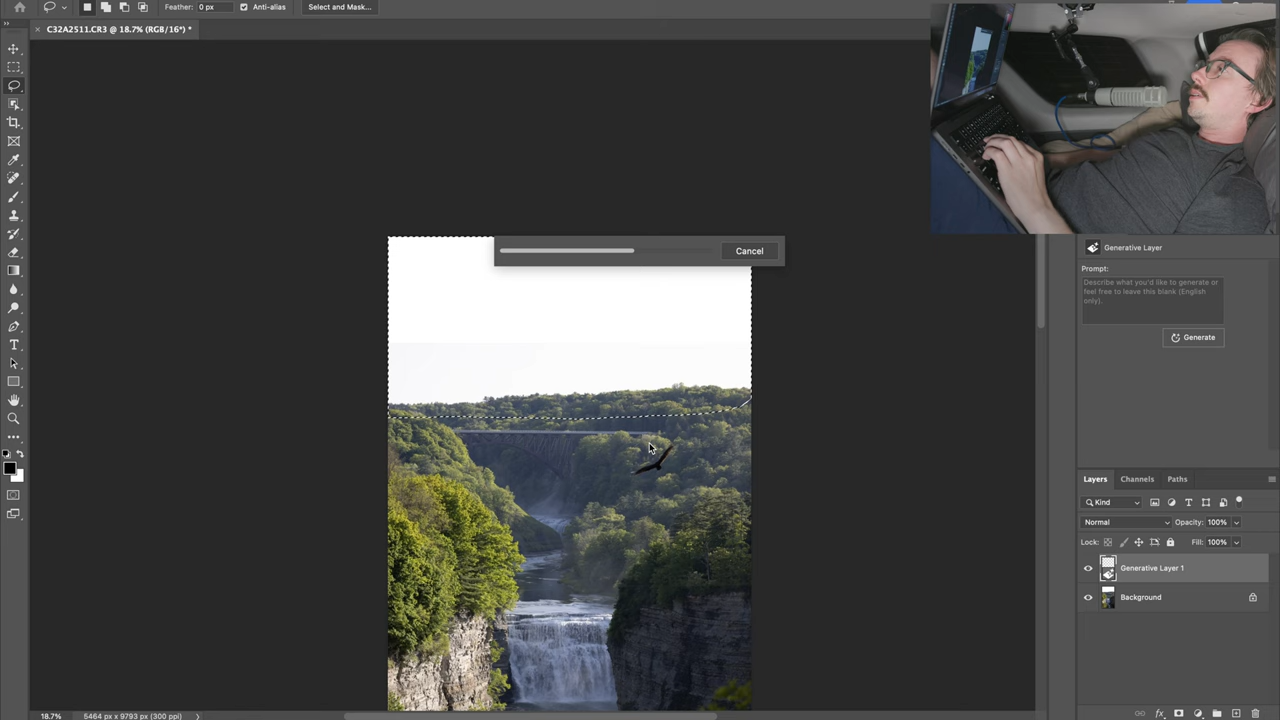 Feather: 0 px Anti-alias Select and Mask...
× C32A2511.CR3 @ 18.7% (RGB/16*) *
Cancel
Generative Layer
Prompt:
Describe what you'd like to generate or
feel free to leave this blank (English
only).
Generate
Layers Channels Paths
Kind
Normal Opacity: 100%
Lock: Fill: 100%
Generative Layer 1
Background
18.7% 5464 px x 9793 px (300 ppi)